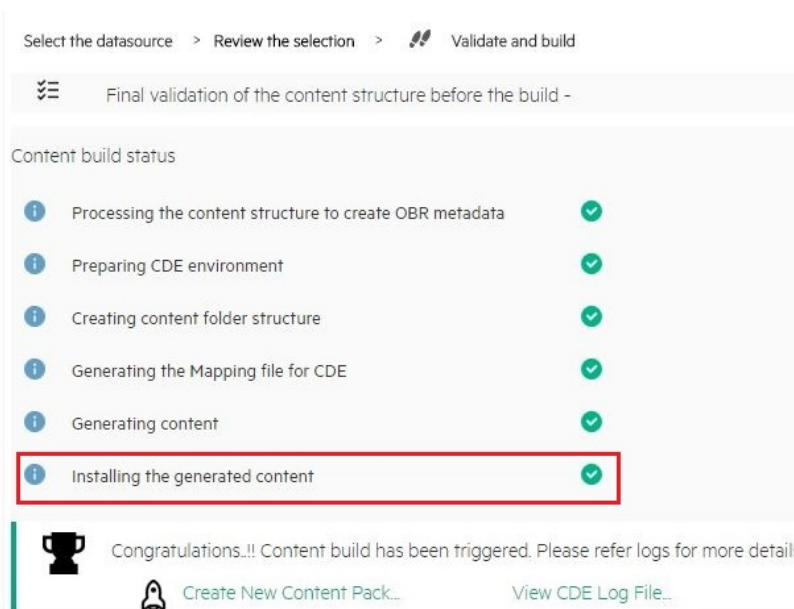 Select the datasource > Review the selection > Validate and build
Final validation of the content structure before the build -
Content build status
Processing the content structure to create OBR metadata
Preparing CDE environment
Creating content folder structure
Generating the Mapping file for CDE
Generating content
Installing the generated content
Congratulations..!! Content build has been triggered. Please refer logs for more detail
Create New Content Pack... View CDE Log File...